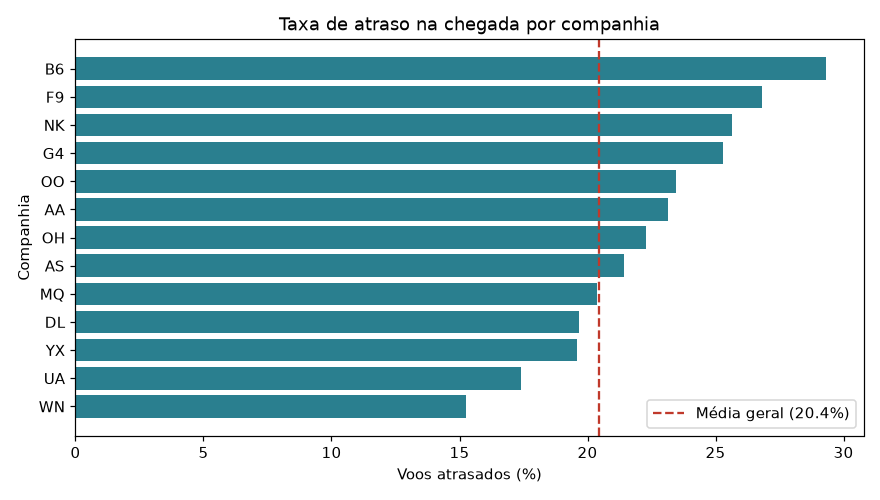 Taxa de atraso na chegada por companhia
Companhia
B6
F9
NK
G4
OO
AA
OH
AS
MQ
DL
YX
UA
WN
Média geral (20.4%)
0 5 10 15 20 25 30
Voos atrasados (%)